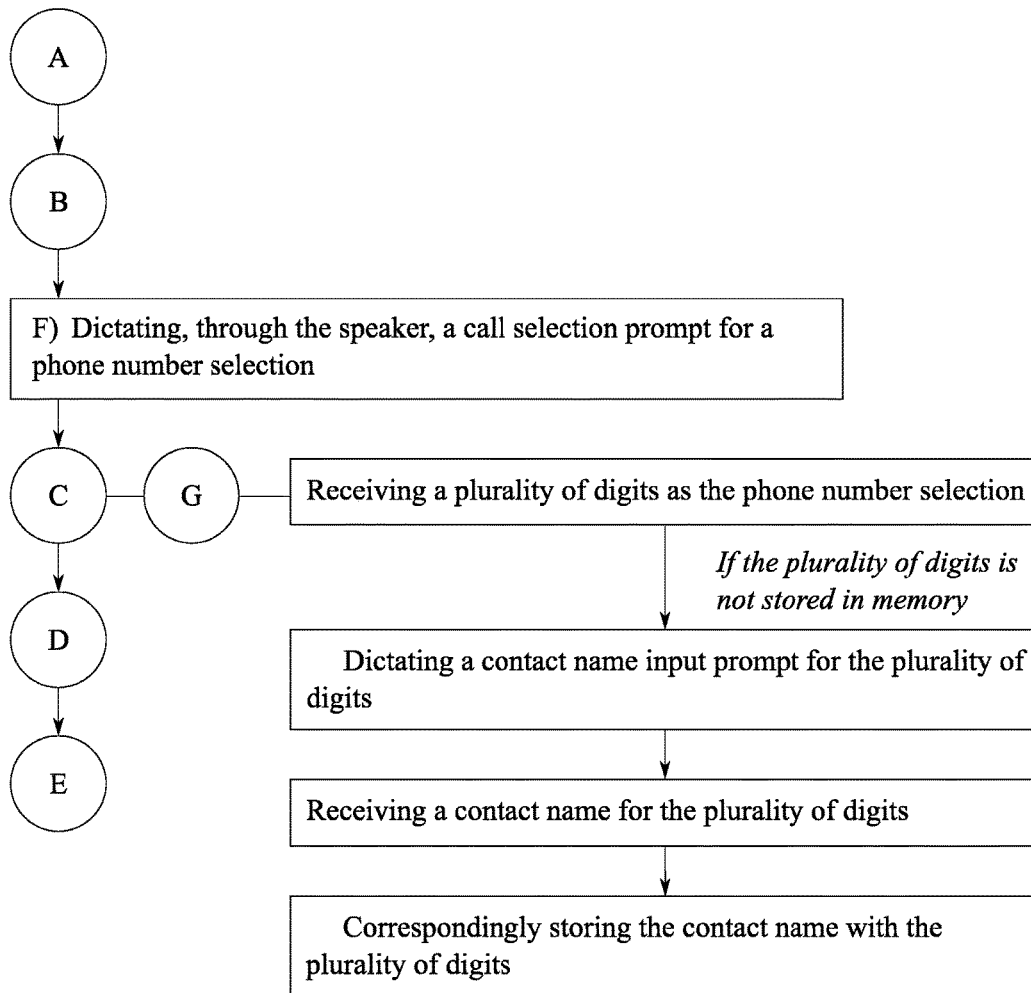 A
B
F) Dictating, through the speaker, a call selection prompt for a
phone number selection
C
G
Receiving a plurality of digits as the phone number selection
If the plurality of digits is
not stored in memory
D
Dictating a contact name input prompt for the plurality of
digits
E
Receiving a contact name for the plurality of digits
Correspondingly storing the contact name with the
plurality of digits